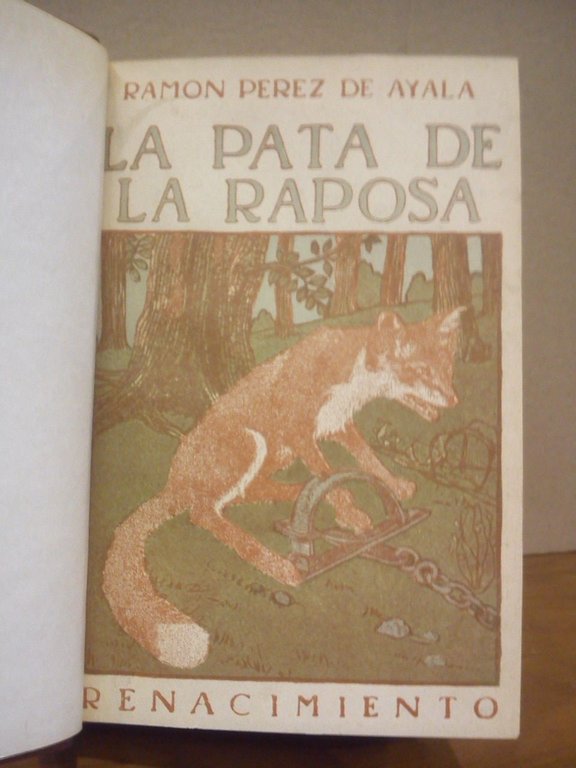 RAMON PEREZ DE AYALA
LA PATA DE
LA RAPOSA
RENACIMIENTO